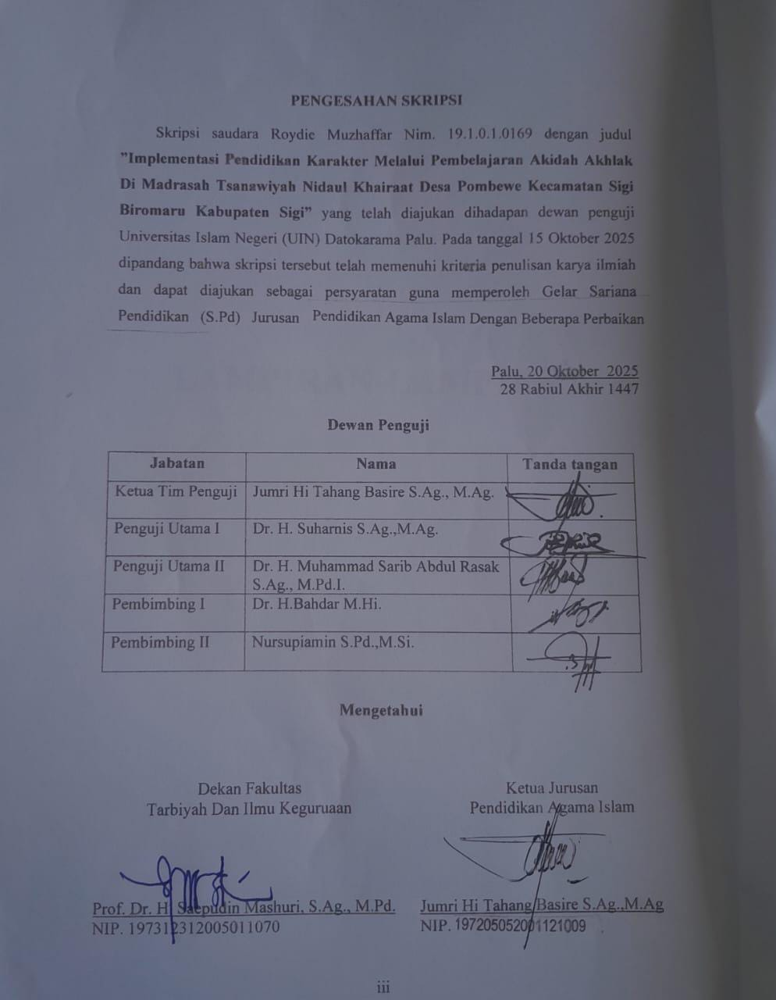 PENGESAHAN SKRIPSI
Skripsi saudara Roydie Muzhaffar Nim. 19.1.0.1.0169 dengan judul
”Implementasi Pendidikan Karakter Melalui Pembelajaran Akidah Akhlak
Di Madrasah Tsanawiyah Nidaul Khairaat Desa Pombewe Kecamatan Sigi
Biromaru Kabupaten Sigi” yang telah diajukan dihadapan dewan penguji
Universitas Islam Negeri (UIN) Datokarama Palu. Pada tanggal 15 Oktober 2025
dipandang bahwa skripsi tersebut telah memenuhi kriteria penulisan karya ilmiah
dan dapat diajukan sebagai persyaratan guna memperoleh Gelar Sariana
Pendidikan (S.Pd) Jurusan Pendidikan Agama Islam Dengan Beberapa Perbaikan
Palu, 20 Oktober 2025
28 Rabiul Akhir 1447
Dewan Penguji
Jabatan Nama Tanda tangan
Ketua Tim Penguji Jumri Hi Tahang Basire S.Ag., M.Ag.
Penguji Utama I Dr. H. Suharnis S.Ag.,M.Ag.
Penguji Utama II Dr. H. Muhammad Sarib Abdul Rasak
S.Ag., M.Pd.I.
Pembimbing I Dr. H.Bahdar M.Hi.
Pembimbing II Nursupiamin S.Pd.,M.Si.
Mengetahui
Dekan Fakultas Ketua Jurusan
Tarbiyah Dan Ilmu Keguruaan Pendidikan Agama Islam
Prof. Dr. H. Saepudin Mashuri, S.Ag., M.Pd. Jumri Hi Tahang Basire S.Ag.,M.Ag
NIP. 197312312005011070 NIP. 197205052001121009
iii